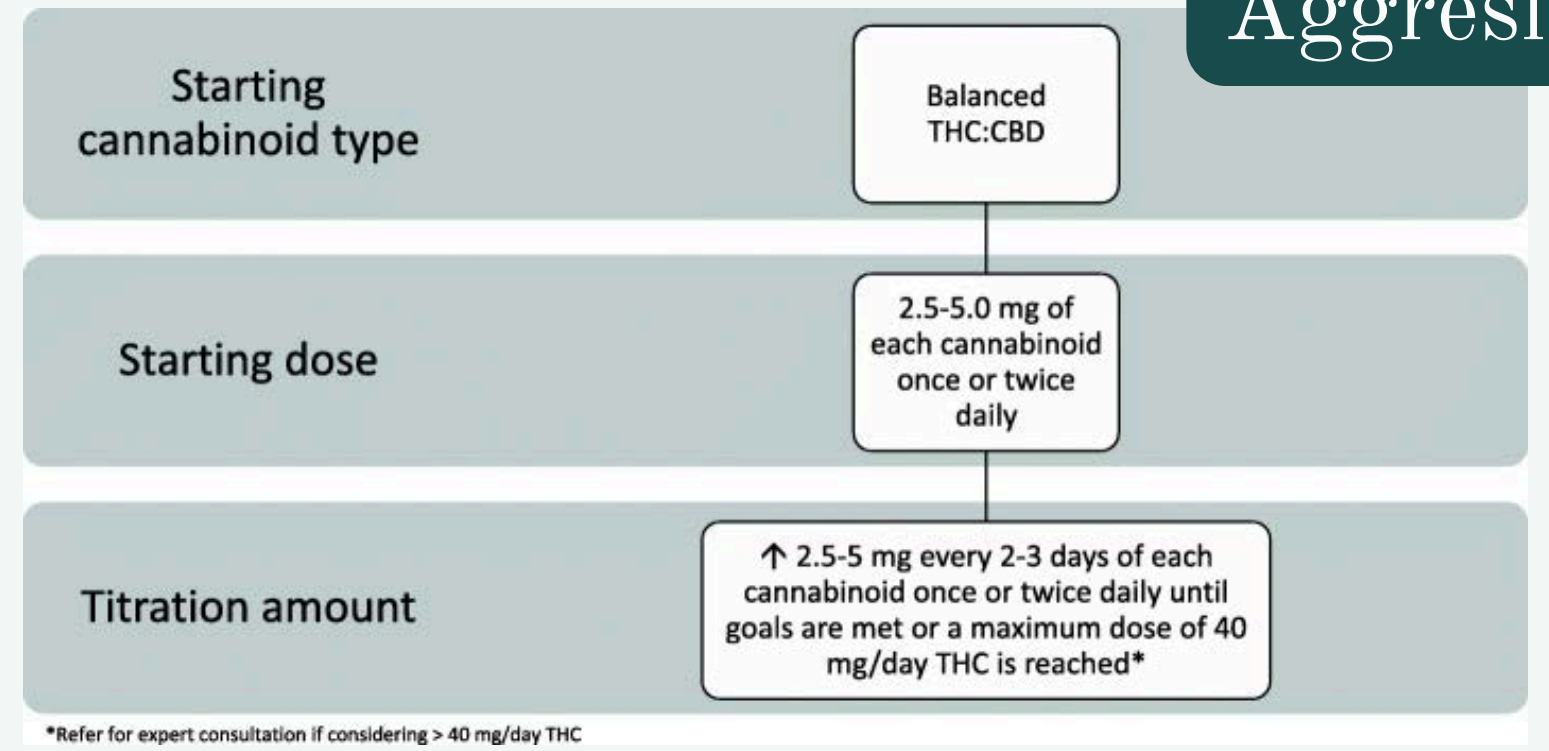 Aggresi
Starting
cannabinoid type
Balanced
THC:CBD
Starting dose
2.5-5.0 mg of
each cannabinoid
once or twice
daily
Titration amount
↑ 2.5-5 mg every 2-3 days of each
cannabinoid once or twice daily until
goals are met or a maximum dose of 40
mg/day THC is reached*
*Refer for expert consultation if considering > 40 mg/day THC